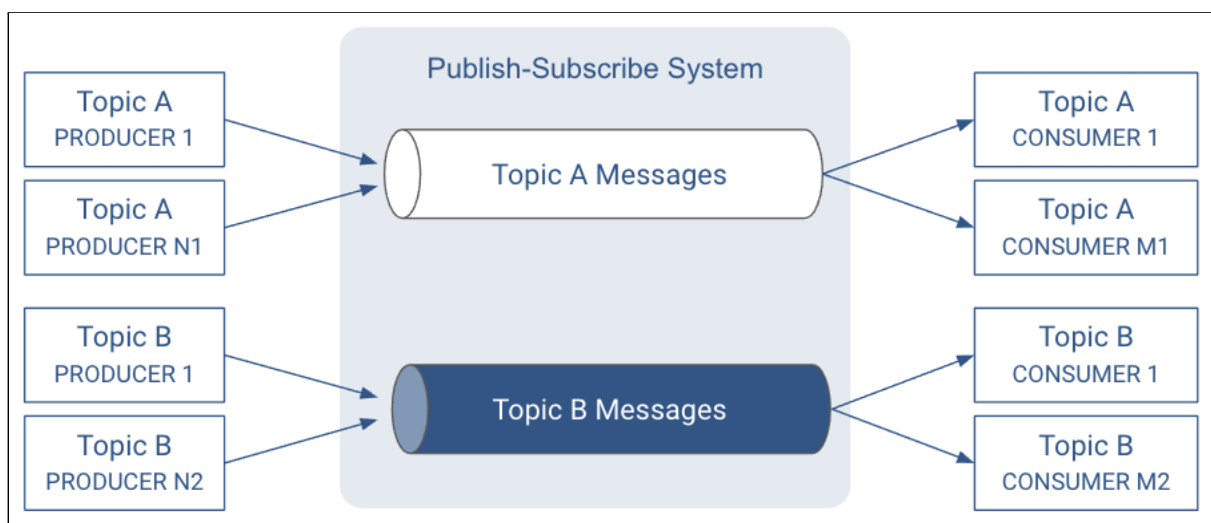 Publish-Subscribe System
Topic A
PRODUCER 1
Topic A
PRODUCER N1
Topic A Messages
Topic A
CONSUMER 1
Topic A
CONSUMER M1
Topic B
PRODUCER 1
Topic B
PRODUCER N2
Topic B Messages
Topic B
CONSUMER 1
Topic B
CONSUMER M2